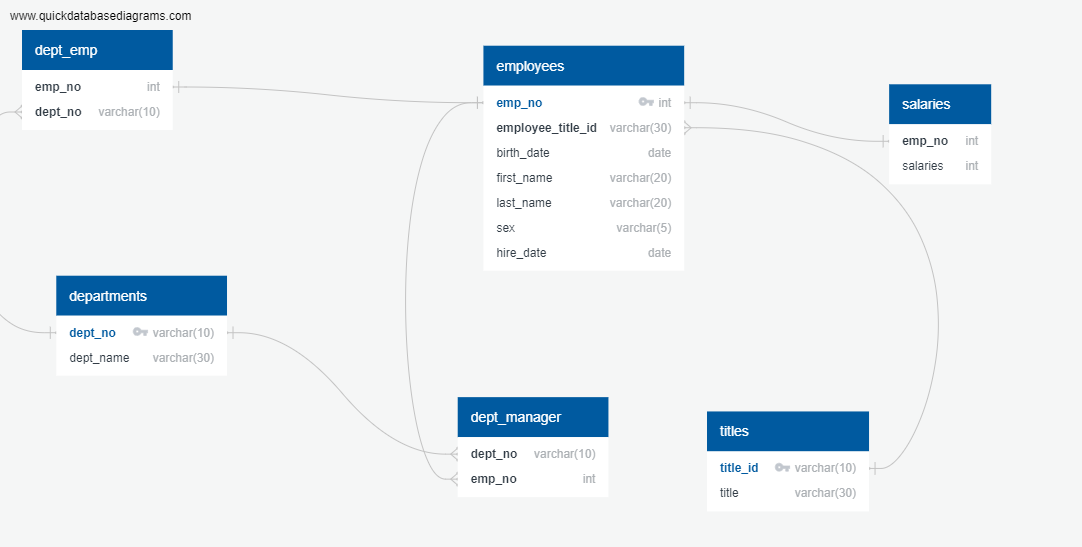 www.quickdatabasediagrams.com
dept_emp
emp_no int
dept_no varchar(10)
employees
emp_no int
employee_title_id varchar(30)
birth_date date
first_name varchar(20)
last_name varchar(20)
sex varchar(5)
hire_date date
salaries
emp_no int
salaries int
departments
dept_no varchar(10)
dept_name varchar(30)
dept_manager
dept_no varchar(10)
emp_no int
titles
title_id varchar(10)
title varchar(30)